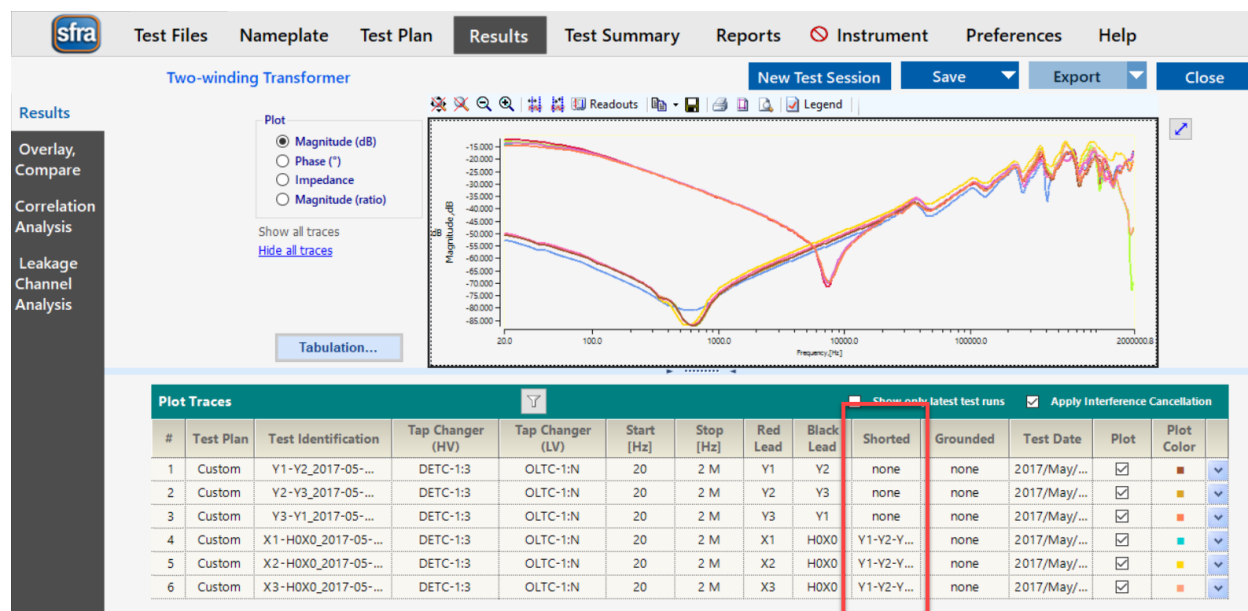 sfra Test Files Nameplate Test Plan Results Test Summary Reports Instrument Preferences Help
Two-winding Transformer New Test Session Save Export Close
Results
Overlay,
Compare
Correlation
Analysis
Leakage
Channel
Analysis
Plot
Magnitude (dB)
Phase (°)
Impedance
Magnitude (ratio)
Show all traces
Hide all traces
Tabulation...
Readouts Legend
dB
Magnitude,dB
-15.000
-20.000
-25.000
-30.000
-35.000
-40.000
-45.000
-50.000
-55.000
-60.000
-65.000
-70.000
-75.000
-80.000
-85.000
20.0 100.0 1000.0 10000.0 100000.0 2000000.8
Frequency,[Hz]
Plot Traces Show only latest test runs Apply Interference Cancellation
# Test Plan Test Identification Tap Changer (HV) Tap Changer (LV) Start [Hz] Stop [Hz] Red Lead Black Lead Shorted Grounded Test Date Plot Plot Color
1 Custom Y1-Y2_2017-05-... DETC-1:3 OLTC-1:N 20 2 M Y1 Y2 none none 2017/May/...
2 Custom Y2-Y3_2017-05-... DETC-1:3 OLTC-1:N 20 2 M Y2 Y3 none none 2017/May/...
3 Custom Y3-Y1_2017-05-... DETC-1:3 OLTC-1:N 20 2 M Y3 Y1 none none 2017/May/...
4 Custom X1-H0X0_2017-05-... DETC-1:3 OLTC-1:N 20 2 M X1 H0X0 Y1-Y2-Y... none 2017/May/...
5 Custom X2-H0X0_2017-05-... DETC-1:3 OLTC-1:N 20 2 M X2 H0X0 Y1-Y2-Y... none 2017/May/...
6 Custom X3-H0X0_2017-05-... DETC-1:3 OLTC-1:N 20 2 M X3 H0X0 Y1-Y2-Y... none 2017/May/...